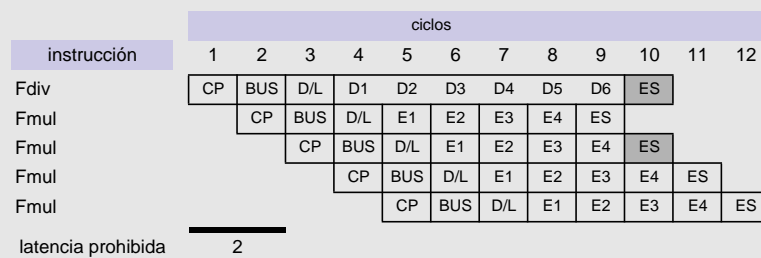 ciclos
instrucción 1 2 3 4 5 6 7 8 9 10 11 12
Fdiv CP BUS D/L D1 D2 D3 D4 D5 D6 ES
Fmul CP BUS D/L E1 E2 E3 E4 ES
Fmul CP BUS D/L E1 E2 E3 E4 ES
Fmul CP BUS D/L E1 E2 E3 E4 ES
Fmul CP BUS D/L E1 E2 E3 E4 ES
latencia prohibida 2